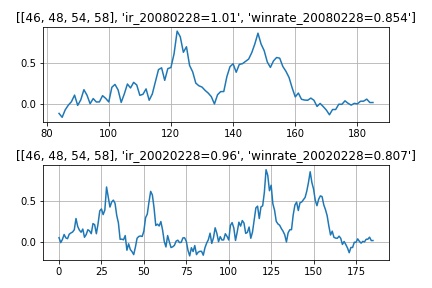 [[46, 48, 54, 58], 'ir_20080228=1.01', 'winrate_20080228=0.854']
0.5
0.0
80 100 120 140 160 180
[[46, 48, 54, 58], 'ir_20020228=0.96', 'winrate_20020228=0.807']
0.5
0.0
0 25 50 75 100 125 150 175